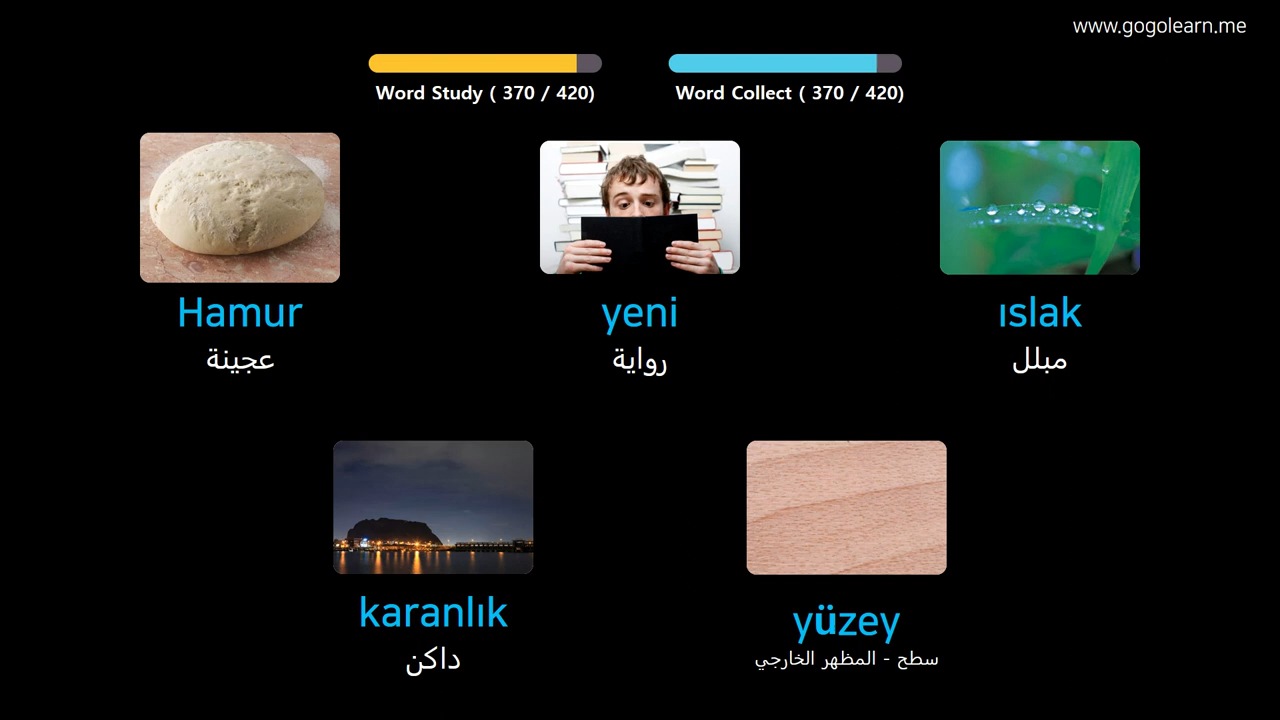 www.gogolearn.me
Word Study ( 370 / 420)
Word Collect ( 370 / 420)
Hamur
عجينة
yeni
رواية
ıslak
مبلل
karanlık
داكن
yüzey
سطح - المظهر الخارجي